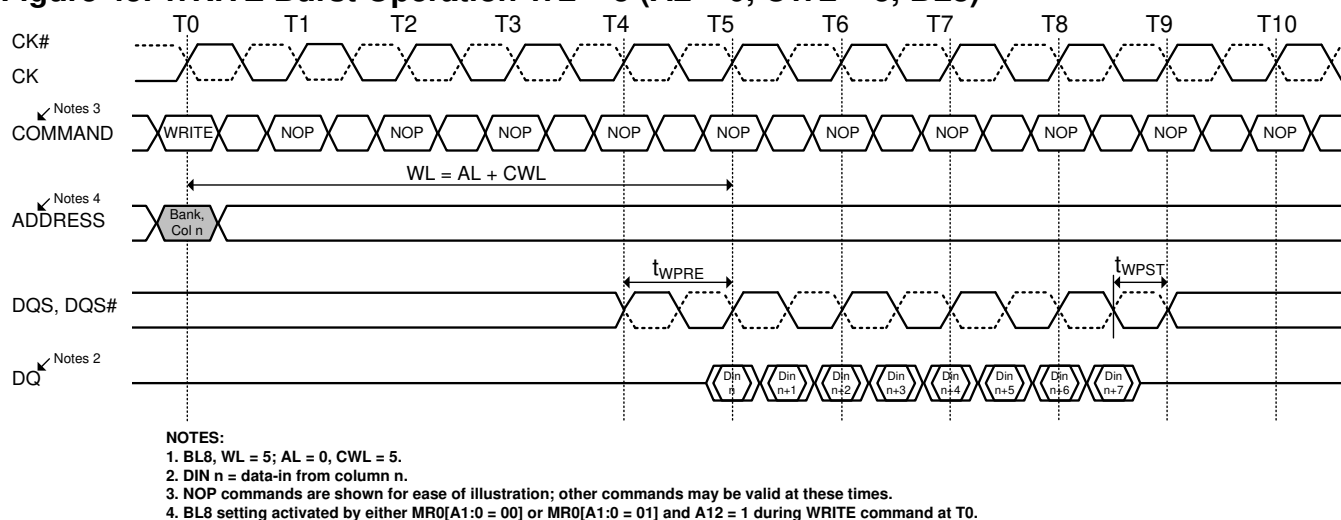 T0 T1 T2 T3 T4 T5 T6 T7 T8 T9 T10
CK#
CK
Notes 3
COMMAND
WRITE NOP NOP NOP NOP NOP NOP NOP NOP NOP NOP
WL = AL + CWL
Notes 4
ADDRESS
Bank,
Col n
tWPRE
tWPST
DQS, DQS#
Notes 2
DQ
Din Din Din Din Din Din Din Din
n n+1 n+2 n+3 n+4 n+5 n+6 n+7
NOTES:
1. BL8, WL = 5; AL = 0, CWL = 5.
2. DIN n = data-in from column n.
3. NOP commands are shown for ease of illustration; other commands may be valid at these times.
4. BL8 setting activated by either MR0[A1:0 = 00] or MR0[A1:0 = 01] and A12 = 1 during WRITE command at T0.